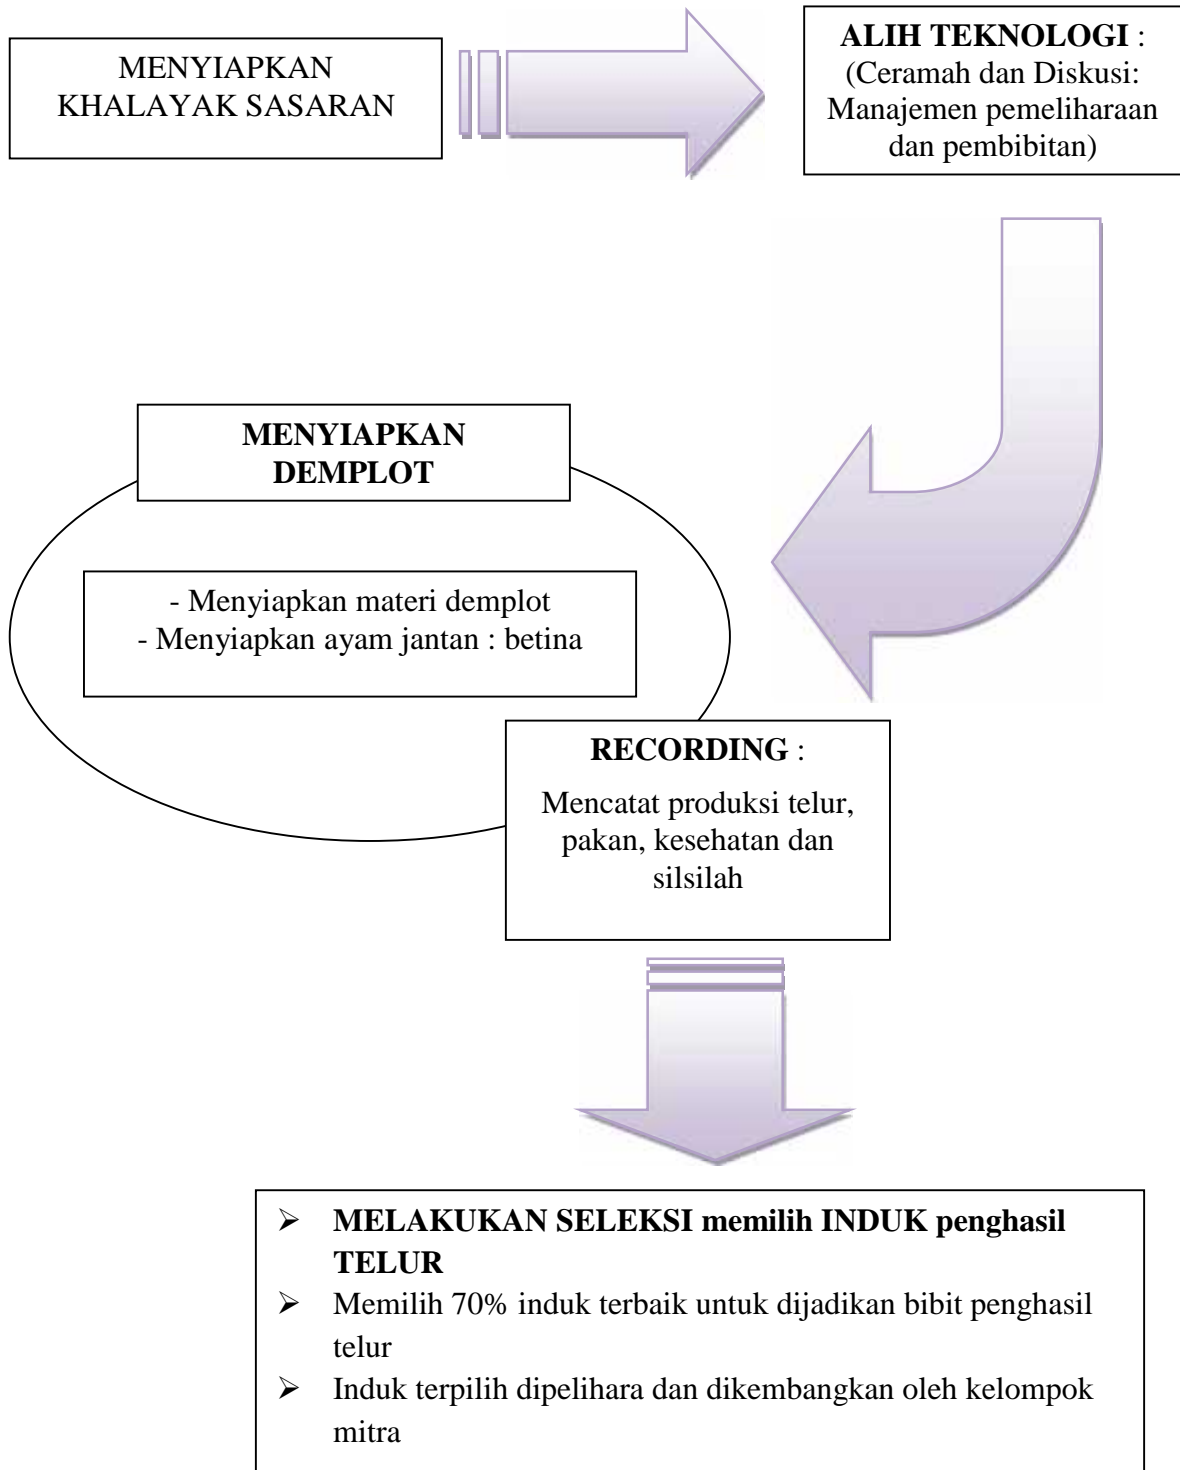 MENYIAPKAN
KHALAYAK SASARAN
ALIH TEKNOLOGI :
(Ceramah dan Diskusi:
Manajemen pemeliharaan
dan pembibitan)
MENYIAPKAN
DEMPLOT
- Menyiapkan materi demplot
- Menyiapkan ayam jantan : betina
RECORDING :
Mencatat produksi telur,
pakan, kesehatan dan
silsilah
➢ MELAKUKAN SELEKSI memilih INDUK penghasil
TELUR
➢ Memilih 70% induk terbaik untuk dijadikan bibit penghasil
telur
➢ Induk terpilih dipelihara dan dikembangkan oleh kelompok
mitra